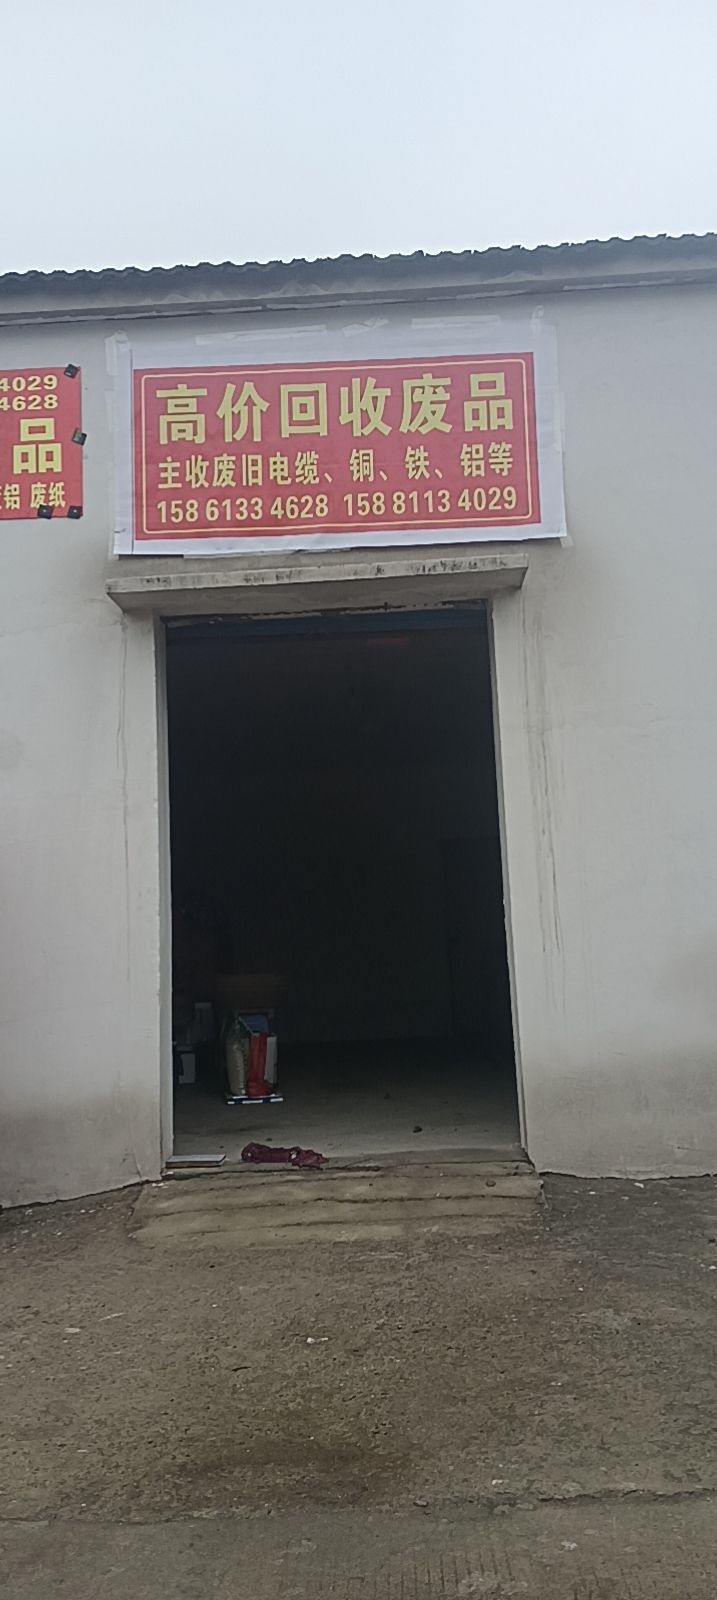 4029
4628
品
铝 废纸
高价回收废品
主收废旧电缆、铜、铁、铝等
158 6133 4628 158 8113 4029